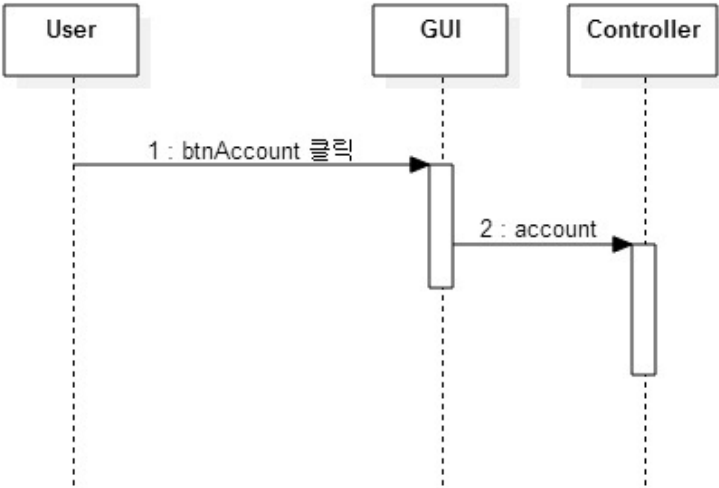 User
GUI
Controller
1 : btnAccount 클릭
2 : account